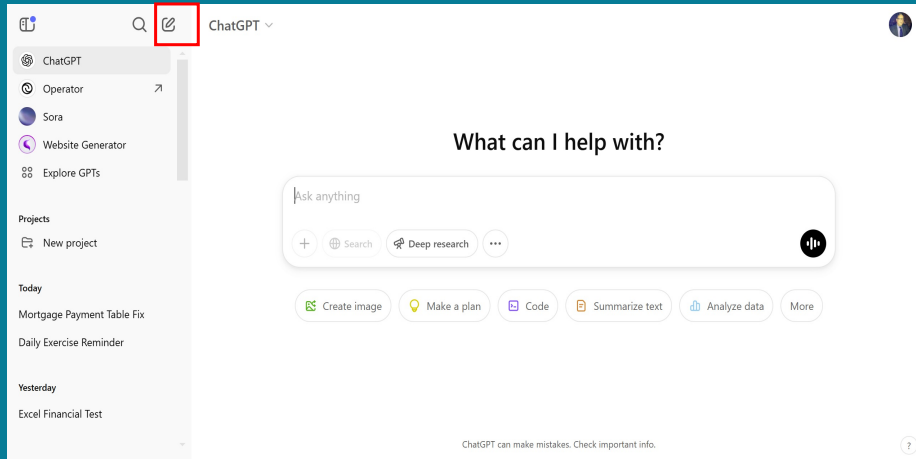 ChatGPT
ChatGPT
Operator
Sora
Website Generator
Explore GPTs
Projects
New project
Today
Mortgage Payment Table Fix
Daily Exercise Reminder
Yesterday
Excel Financial Test
What can I help with?
Ask anything
Search Deep research
Create image Make a plan Code Summarize text Analyze data More
ChatGPT can make mistakes. Check important info.
?